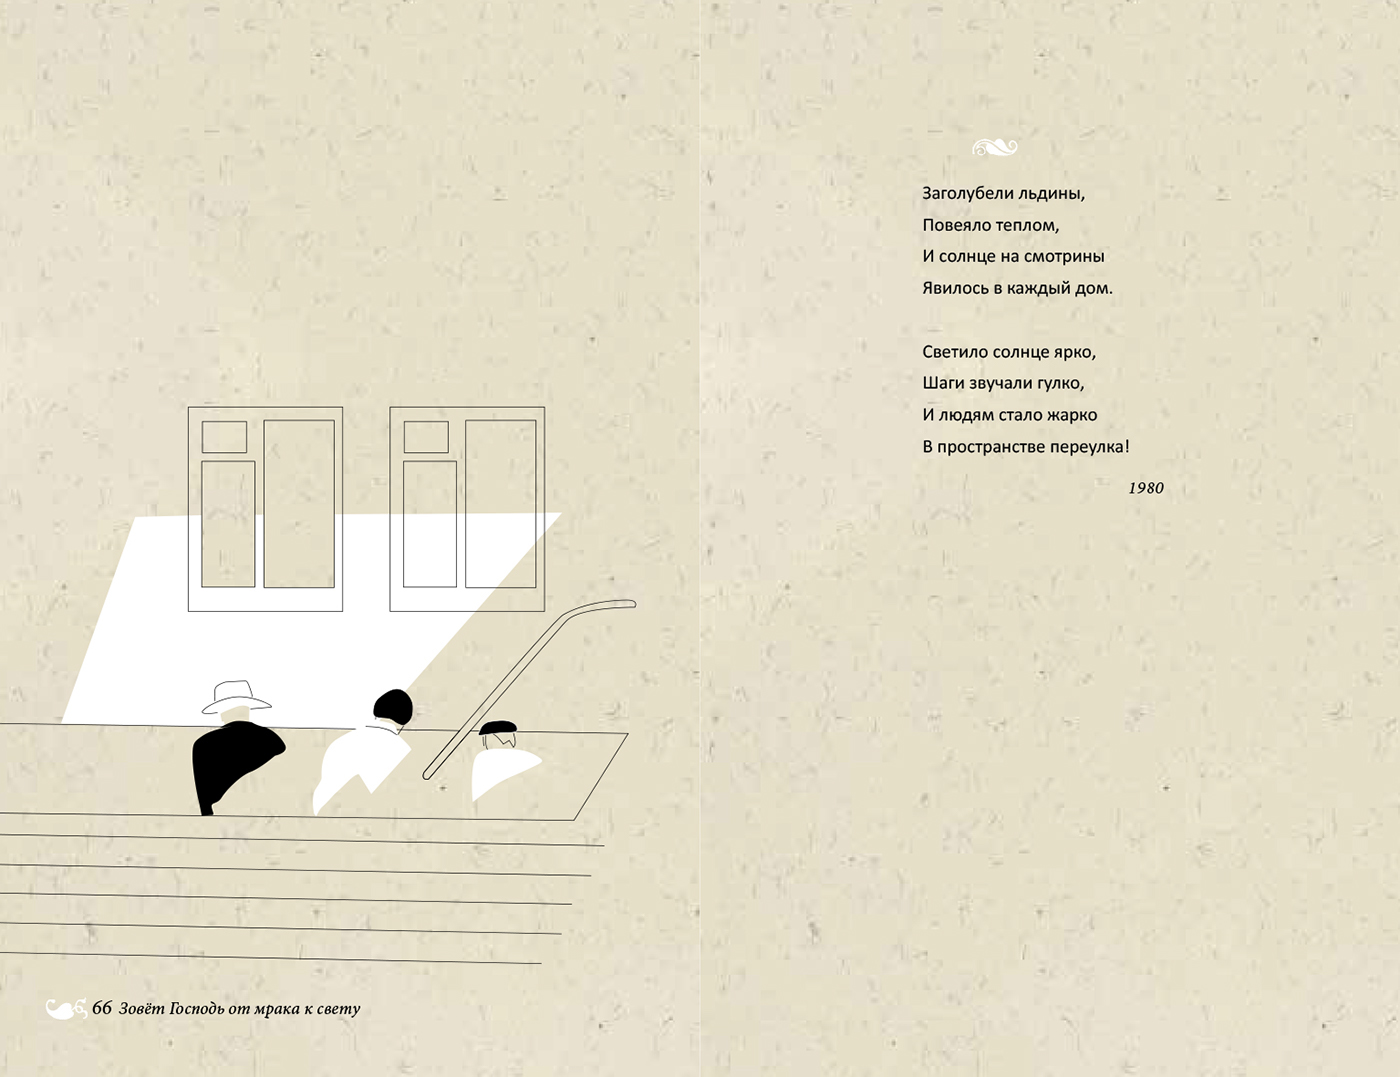 Заголубели льдины,
Повеяло теплом,
И солнце на смотрины
Явилось в каждый дом.
Светило солнце ярко,
Шаги звучали гулко,
И людям стало жарко
В пространстве переулка!
1980
66 Зовёт Господь от мрака к свету